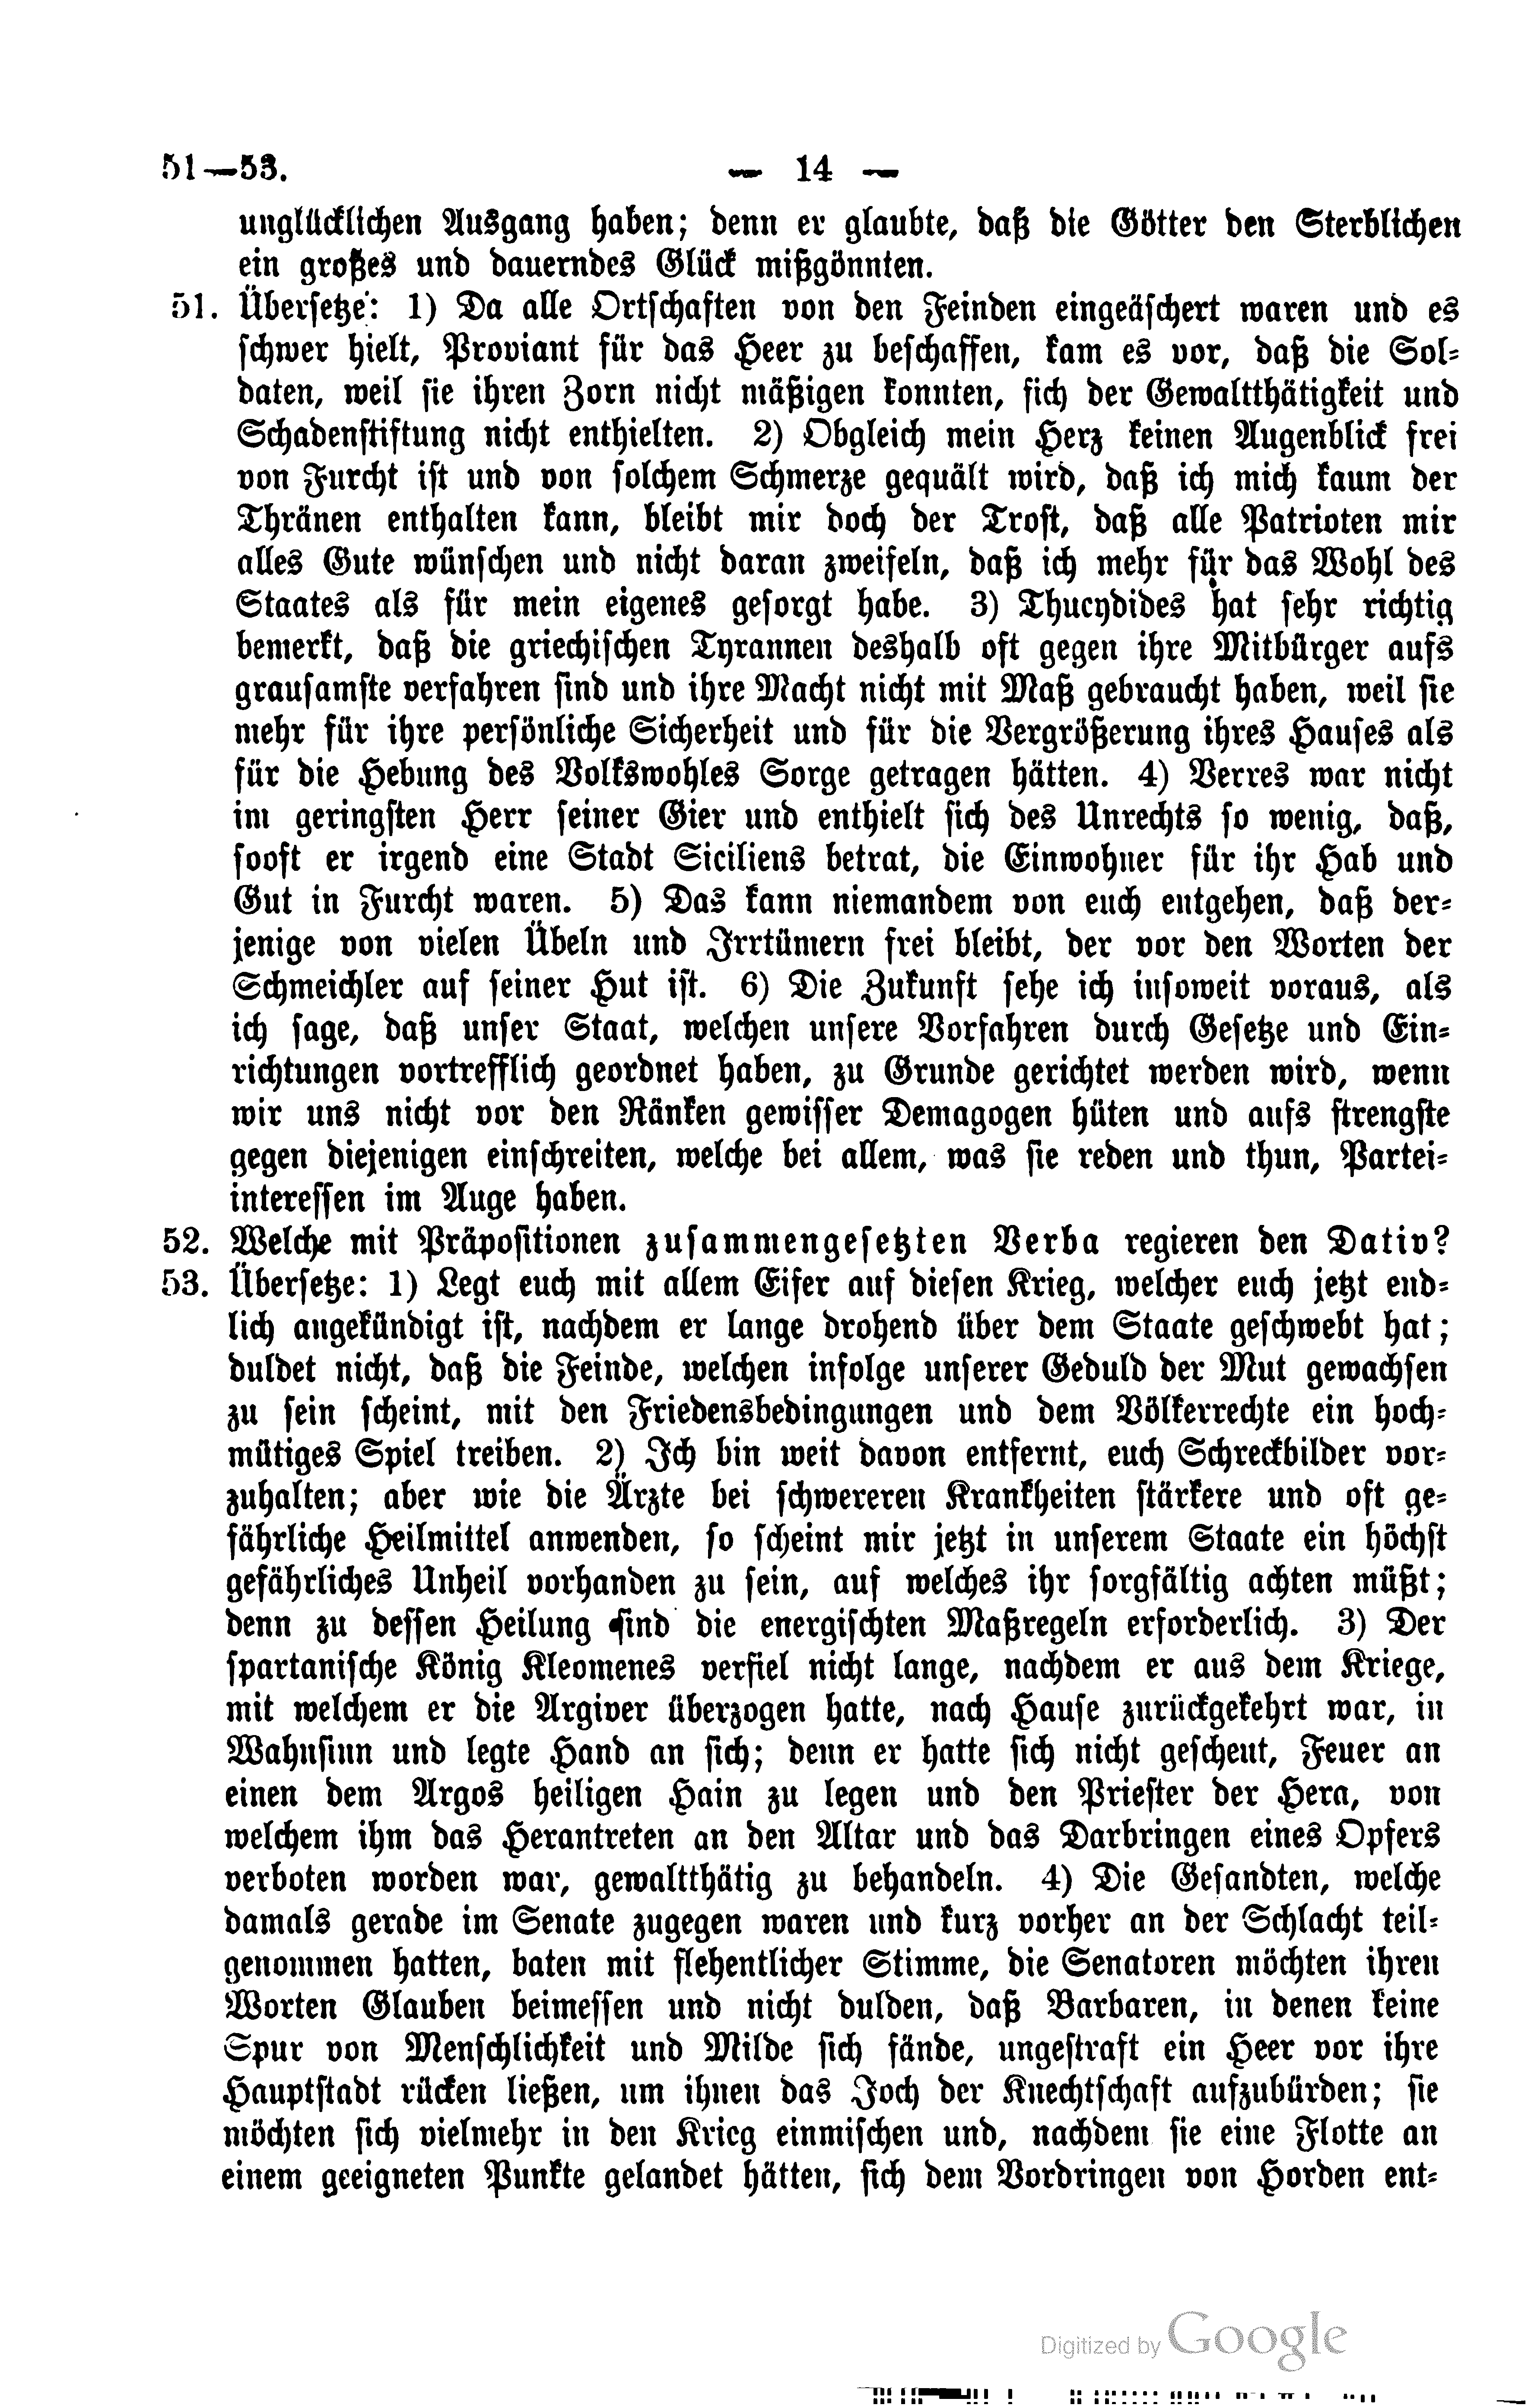 51—53. — 14 —
unglücklichen Ausgang haben; denn er glaubte, daß die Götter den Sterblichen
ein großes und dauerndes Glück mißgönnten.
51. Übersetze: 1) Da alle Ortschaften von den Feinden eingeäschert waren und es
schwer hielt, Proviant für das Heer zu beschaffen, kam es vor, daß die Sol-
daten, weil sie ihren Zorn nicht mäßigen konnten, sich der Gewaltthätigkeit und
Schadenstiftung nicht enthielten. 2) Obgleich mein Herz keinen Augenblick frei
von Furcht ist und von solchem Schmerze gequält wird, daß ich mich kaum der
Thränen enthalten kann, bleibt mir doch der Trost, daß alle Patrioten mir
alles Gute wünschen und nicht daran zweifeln, daß ich mehr für das Wohl des
Staates als für mein eigenes gesorgt habe. 3) Thucydides hat sehr richtig
bemerkt, daß die griechischen Tyrannen deshalb oft gegen ihre Mitbürger aufs
grausamste verfahren sind und ihre Macht nicht mit Maß gebraucht haben, weil sie
mehr für ihre persönliche Sicherheit und für die Vergrößerung ihres Hauses als
für die Hebung des Volkswohles Sorge getragen hätten. 4) Verres war nicht
im geringsten Herr seiner Gier und enthielt sich des Unrechts so wenig, daß,
sooft er irgend eine Stadt Siciliens betrat, die Einwohner für ihr Hab und
Gut in Furcht waren. 5) Das kann niemandem von euch entgehen, daß der-
jenige von vielen Übeln und Irrtümern frei bleibt, der vor den Worten der
Schmeichler auf seiner Hut ist. 6) Die Zukunft sehe ich insoweit voraus, als
ich sage, daß unser Staat, welchen unsere Vorfahren durch Gesetze und Ein-
richtungen vortrefflich geordnet haben, zu Grunde gerichtet werden wird, wenn
wir uns nicht vor den Ränken gewisser Demagogen hüten und aufs strengste
gegen diejenigen einschreiten, welche bei allem, was sie reden und thun, Partei-
interessen im Auge haben.
52. Welche mit Präpositionen zusammengesetzten Verba regieren den Dativ?
53. Übersetze: 1) Legt euch mit allem Eifer auf diesen Krieg, welcher euch jetzt end-
lich angekündigt ist, nachdem er lange drohend über dem Staate geschwebt hat;
duldet nicht, daß die Feinde, welchen infolge unserer Geduld der Mut gewachsen
zu sein scheint, mit den Friedensbedingungen und dem Völkerrechte ein hoch-
mütiges Spiel treiben. 2) Ich bin weit davon entfernt, euch Schreckbilder vor-
zuhalten; aber wie die Ärzte bei schwereren Krankheiten stärkere und oft ge-
fährliche Heilmittel anwenden, so scheint mir jetzt in unserem Staate ein höchst
gefährliches Unheil vorhanden zu sein, auf welches ihr sorgfältig achten müßt;
denn zu dessen Heilung sind die energischten Maßregeln erforderlich. 3) Der
spartanische König Kleomenes verfiel nicht lange, nachdem er aus dem Kriege,
mit welchem er die Argiver überzogen hatte, nach Hause zurückgekehrt war, in
Wahnsinn und legte Hand an sich; denn er hatte sich nicht gescheut, Feuer an
einen dem Argos heiligen Hain zu legen und den Priester der Hera, von
welchem ihm das Herantreten an den Altar und das Darbringen eines Opfers
verboten worden war, gewaltthätig zu behandeln. 4) Die Gesandten, welche
damals gerade im Senate zugegen waren und kurz vorher an der Schlacht teil-
genommen hatten, baten mit flehentlicher Stimme, die Senatoren möchten ihren
Worten Glauben beimessen und nicht dulden, daß Barbaren, in denen keine
Spur von Menschlichkeit und Milde sich fände, ungestraft ein Heer vor ihre
Hauptstadt rücken ließen, um ihnen das Joch der Knechtschaft aufzubürden; sie
möchten sich vielmehr in den Krieg einmischen und, nachdem sie eine Flotte an
einem geeigneten Punkte gelandet hätten, sich dem Vordringen von Horden ent-
Digitized by Google